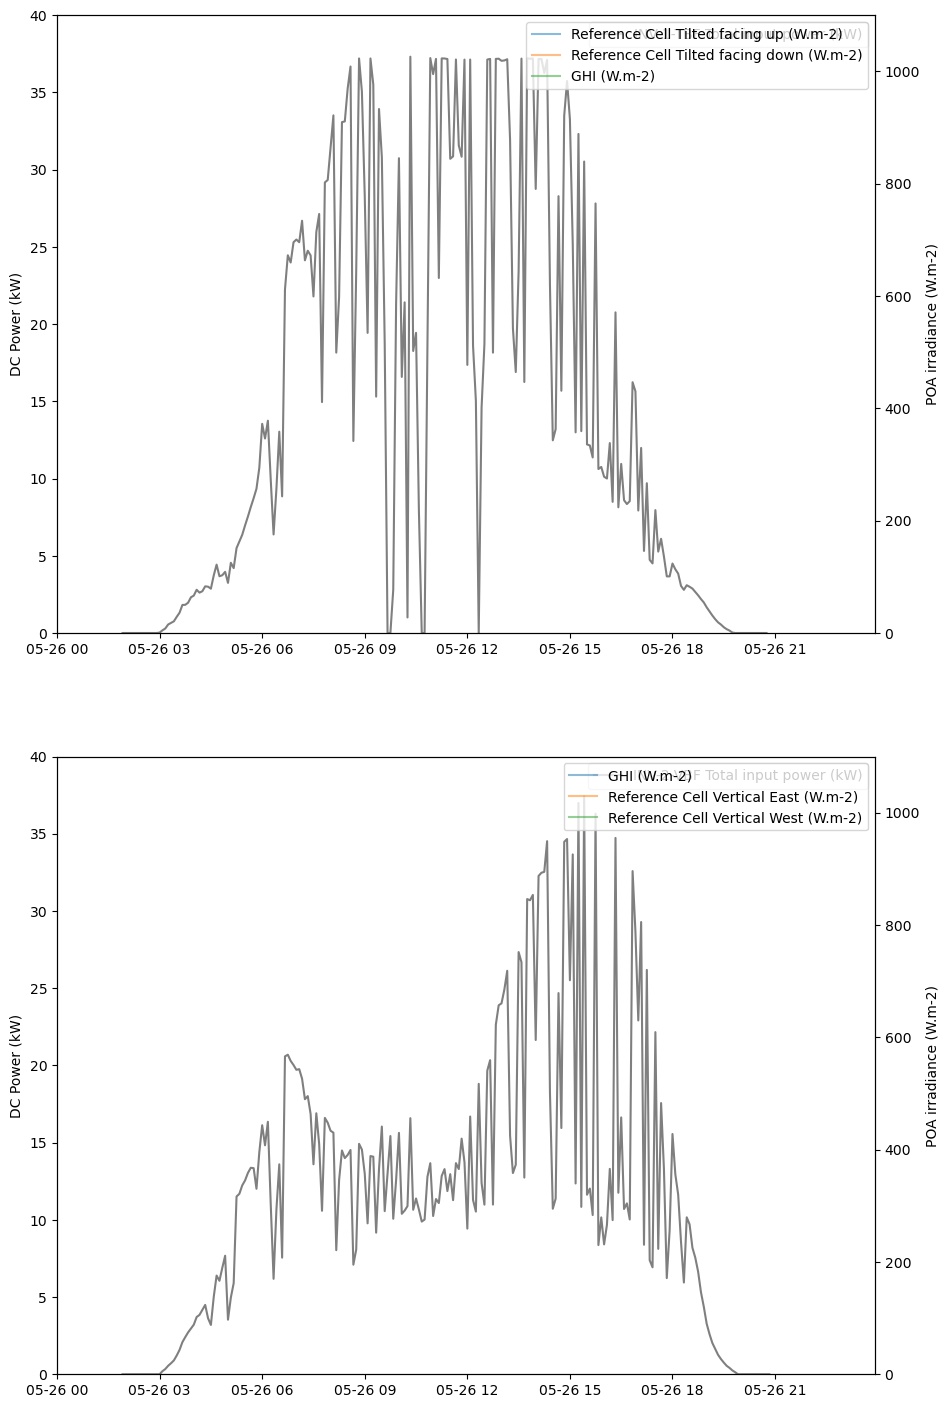 40
35
30
25
20
15
10
5
0
DC Power (kW)
Reference Cell Tilted facing up (W.m-2)
Reference Cell Tilted facing down (W.m-2)
GHI (W.m-2)
1000
800
600
400
200
0
POA irradiance (W.m-2)
05-26 00 05-26 03 05-26 06 05-26 09 05-26 12 05-26 15 05-26 18 05-26 21
40
35
30
25
20
15
10
5
0
DC Power (kW)
GHI (W.m-2) Total input power (kW)
Reference Cell Vertical East (W.m-2)
Reference Cell Vertical West (W.m-2)
1000
800
600
400
200
0
POA irradiance (W.m-2)
05-26 00 05-26 03 05-26 06 05-26 09 05-26 12 05-26 15 05-26 18 05-26 21